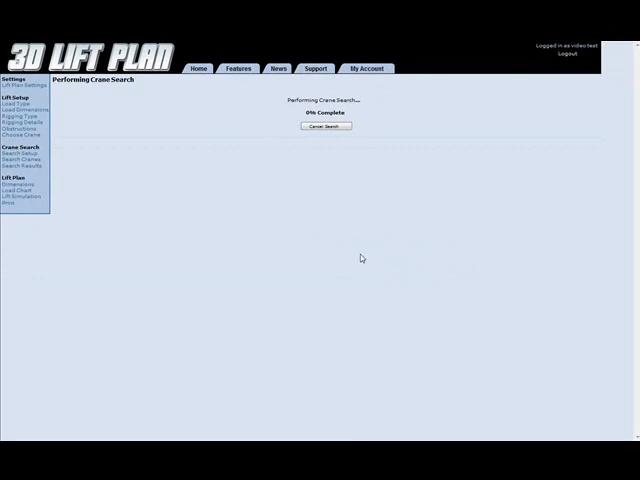 3D LIFT PLAN
Logged in as video test
Logout
Home
Features
News
Support
My Account
Settings
Lift Plan Settings
Lift Setup
Load Type
Load Dimensions
Rigging Type
Rigging Details
Obstructions
Choose Crane
Crane Search
Search Setup
Search Cranes
Search Results
Lift Plan
Dimensions
Load Chart
Lift Simulation
Print
Performing Crane Search
Performing Crane Search....
0% Complete
Cancel Search